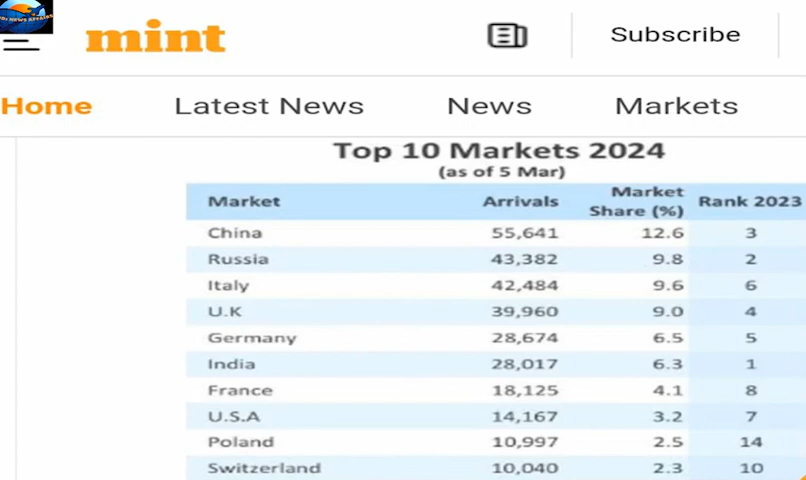 NEWS AFFAIRS
mint Subscribe
Home Latest News News Markets
Top 10 Markets 2024
(as of 5 Mar)
Market Arrivals Market Share (%) Rank 2023
China 55,641 12.6 3
Russia 43,382 9.8 2
Italy 42,484 9.6 6
U.K 39,960 9.0 4
Germany 28,674 6.5 5
India 28,017 6.3 1
France 18,125 4.1 8
U.S.A 14,167 3.2 7
Poland 10,997 2.5 14
Switzerland 10,040 2.3 10